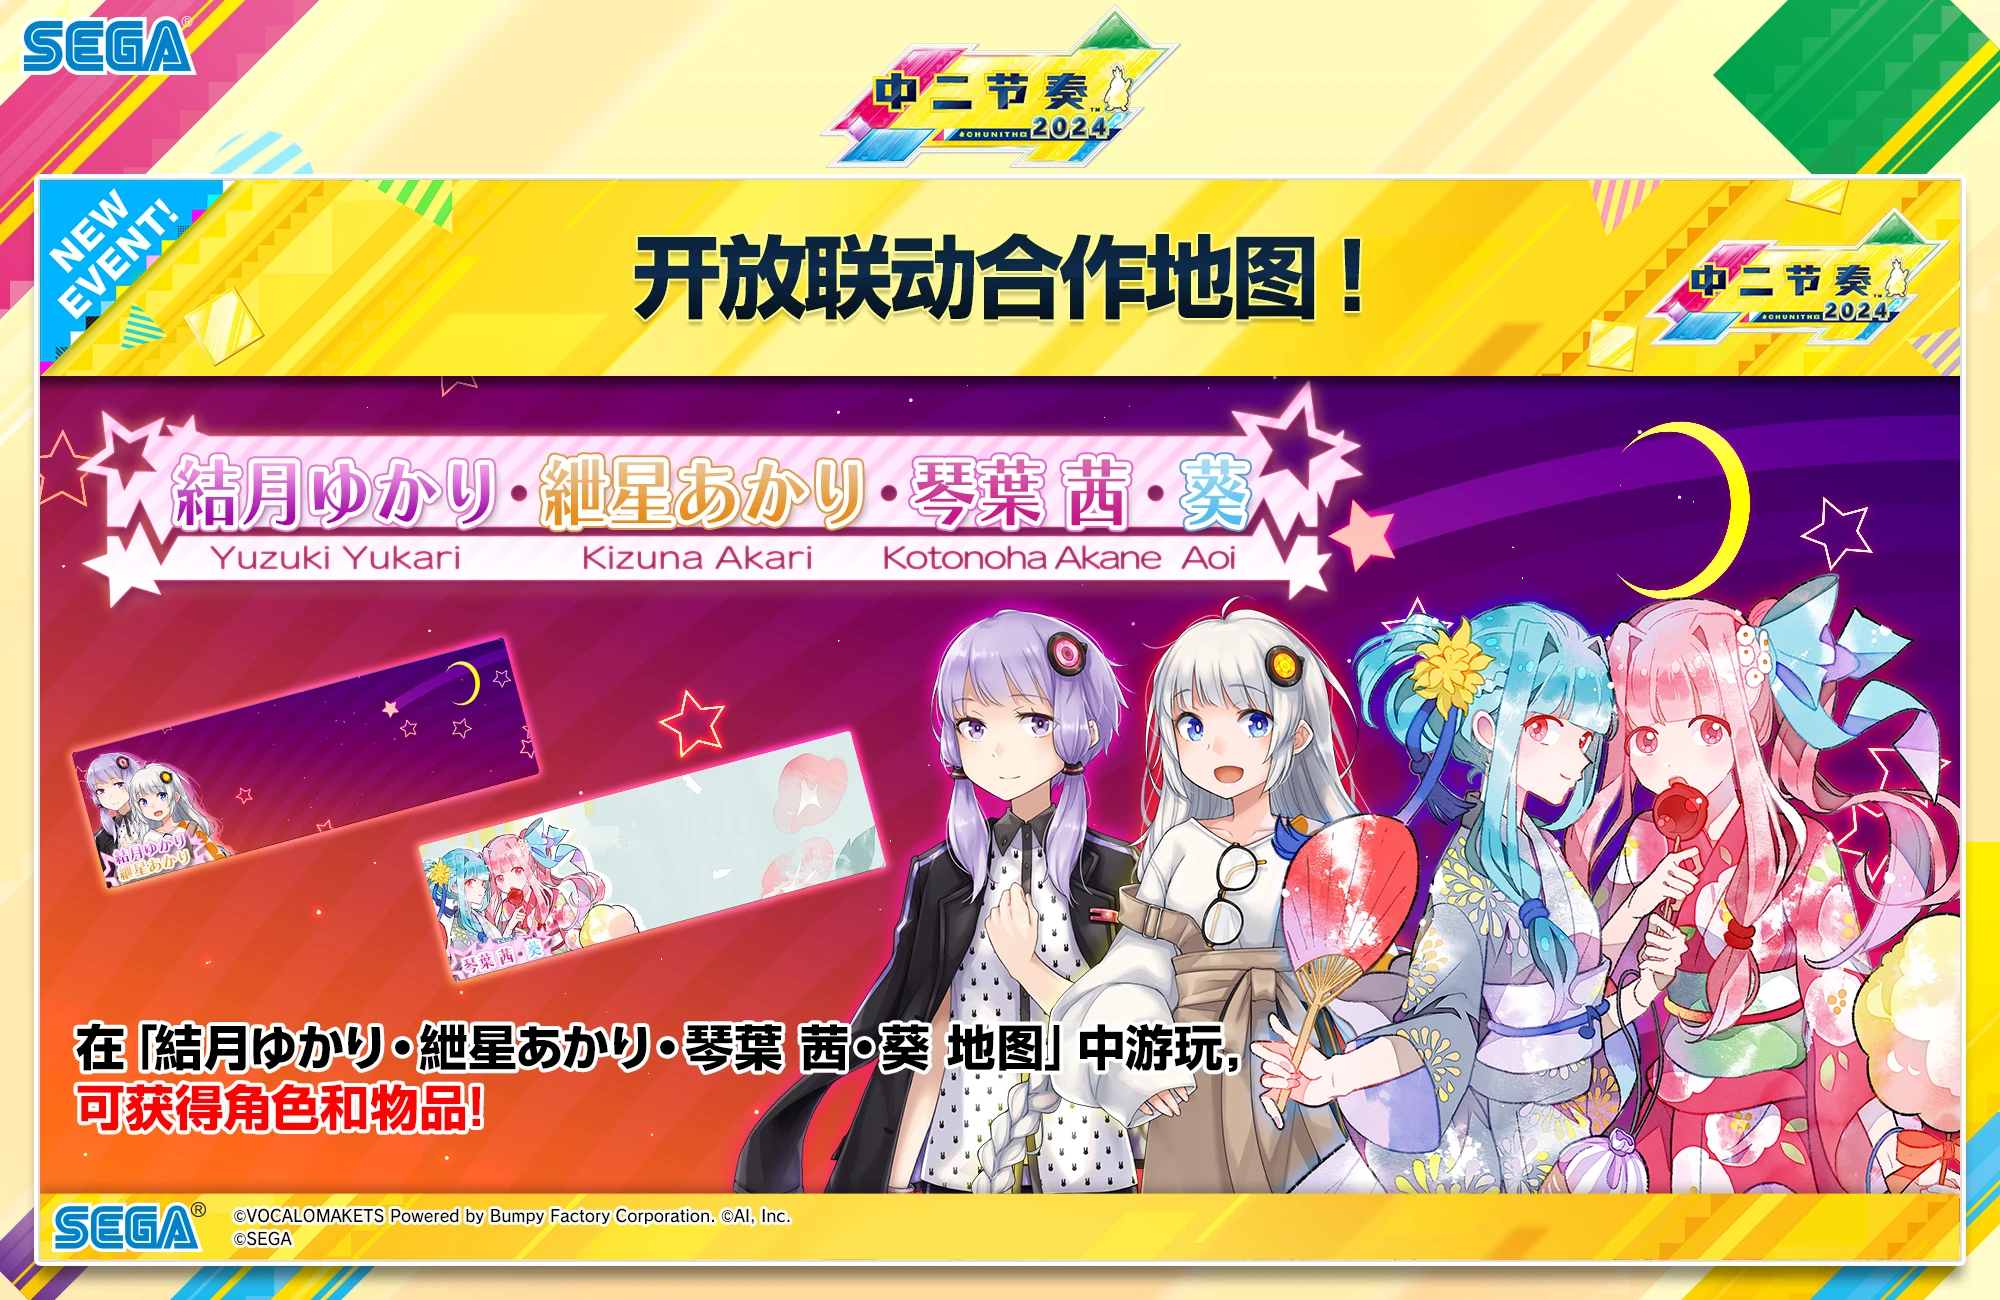 SEGA
中二节奏
CHUNITHM
2024
NEW
EVENT!
开放联动合作地图！
中二节奏
CHUNITHM
2024
結月ゆかり・紲星あかり・琴葉 茜・葵
Yuzuki Yukari Kizuna Akari Kotonoha Akane Aoi
結月ゆかり
紲星あかり
琴葉 茜・葵
在「結月ゆかり・紲星あかり・琴葉 茜・葵 地图」中游玩，
可获得角色和物品!
SEGA®
©VOCALOMAKETS Powered by Bumpy Factory Corporation. ©AI, Inc.
©SEGA